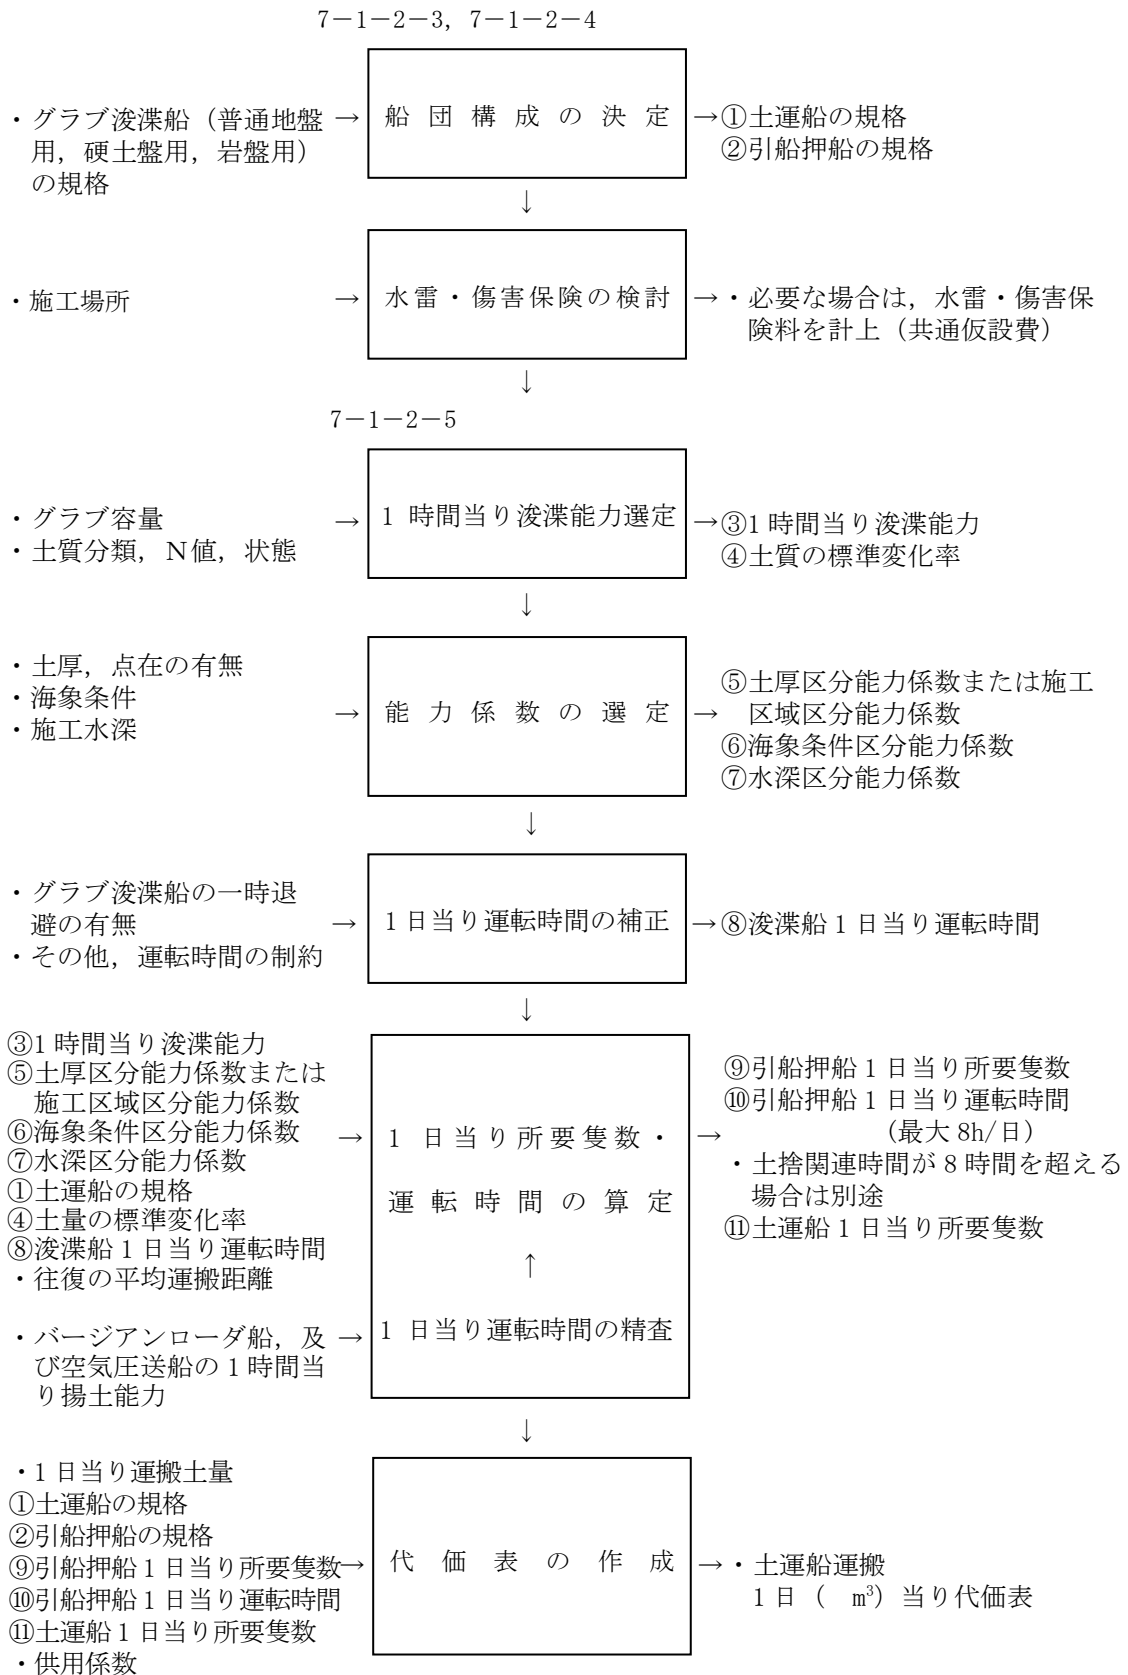 7－1－2－3，7－1－2－4
・グラブ浚渫船（普通地盤
用，硬土盤用，岩盤用）
の規格
→
船団構成の決定
→①土運船の規格
②引船押船の規格
↓
・施工場所
→
水雷・傷害保険の検討
→・必要な場合は，水雷・傷害保
険料を計上（共通仮設費）
↓
7－1－2－5
・グラブ容量
・土質分類，Ｎ値，状態
→
1 時間当り浚渫能力選定
→③1 時間当り浚渫能力
④土質の標準変化率
↓
・土厚，点在の有無
・海象条件
・施工水深
→
能力係数の選定
→
⑤土厚区分能力係数または施工
区域区分能力係数
⑥海象条件区分能力係数
⑦水深区分能力係数
↓
・グラブ浚渫船の一時退
避の有無
・その他，運転時間の制約
→
1 日当り運転時間の補正
→⑧浚渫船 1 日当り運転時間
↓
③1 時間当り浚渫能力
⑤土厚区分能力係数または
施工区域区分能力係数
⑥海象条件区分能力係数
⑦水深区分能力係数
①土運船の規格
④土量の標準変化率
⑧浚渫船 1 日当り運転時間
・往復の平均運搬距離
→
1 日当り所要隻数・
運転時間の算定
↑
・バージアンローダ船，及
び空気圧送船の 1 時間当
り揚土能力
→
1 日当り運転時間の精査
→
⑨引船押船 1 日当り所要隻数
⑩引船押船 1 日当り運転時間
（最大 8h/日）
・土捨関連時間が 8 時間を超える
場合は別途
⑪土運船 1 日当り所要隻数
↓
・1 日当り運搬土量
①土運船の規格
②引船押船の規格
⑨引船押船 1 日当り所要隻数→
⑩引船押船 1 日当り運転時間
⑪土運船 1 日当り所要隻数
・供用係数
代価表の作成
→・土運船運搬
1 日（　m³）当り代価表